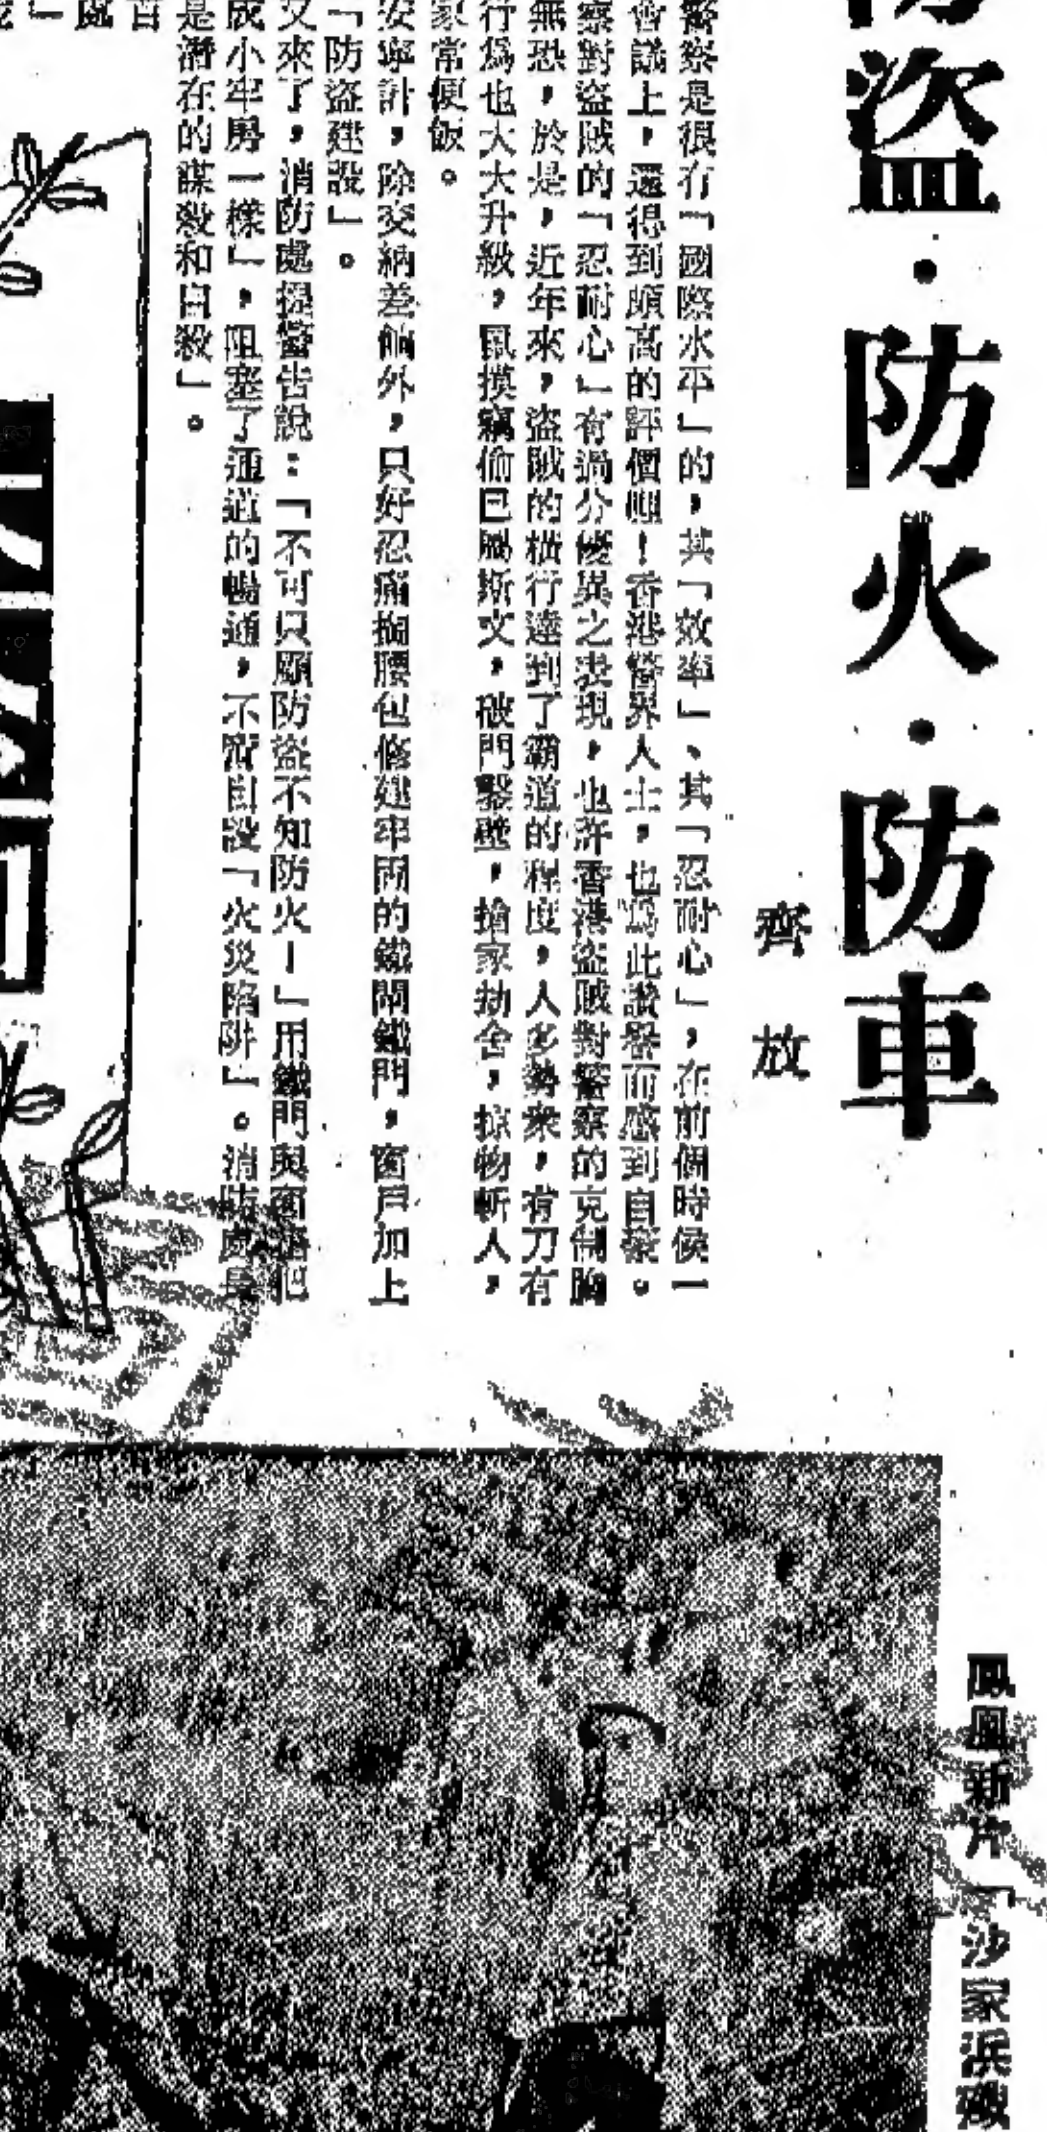 防盜·防火·防車
齊放
警察是很有「國際水平」的，其「效率」、其「忍耐心」，在前個時候一
會議上，還得到頗高的評價哩！香港警界人士，也爲此讚譽而感到自豪。
察對盜賊的「忍耐心」有過分優異之表現，也許香港盜賊對警察的克制胸
無恐，於是，近年來，盜賊的橫行達到了霸道的程度，人多勢衆，有刀有
行爲也大大升級，鼠摸竊偷已屬斯文，破門鑿壁，搶家劫舍，掠物斬人，
家常便飯。
安寧計，除交納差餉外，只好忍痛掏腰包修建牢固的鐵閘鐵門，窗戶加上
「防盜建設」。
又來了，消防處提警告說：「不可只顧防盜不知防火！」用鐵門與窗把
成小牢房一樣」，阻塞了通道的暢通，不啻自設「火災陷阱」。消防處是
是潛在的謀殺和自殺」。
鳳凰新片「沙家浜殲